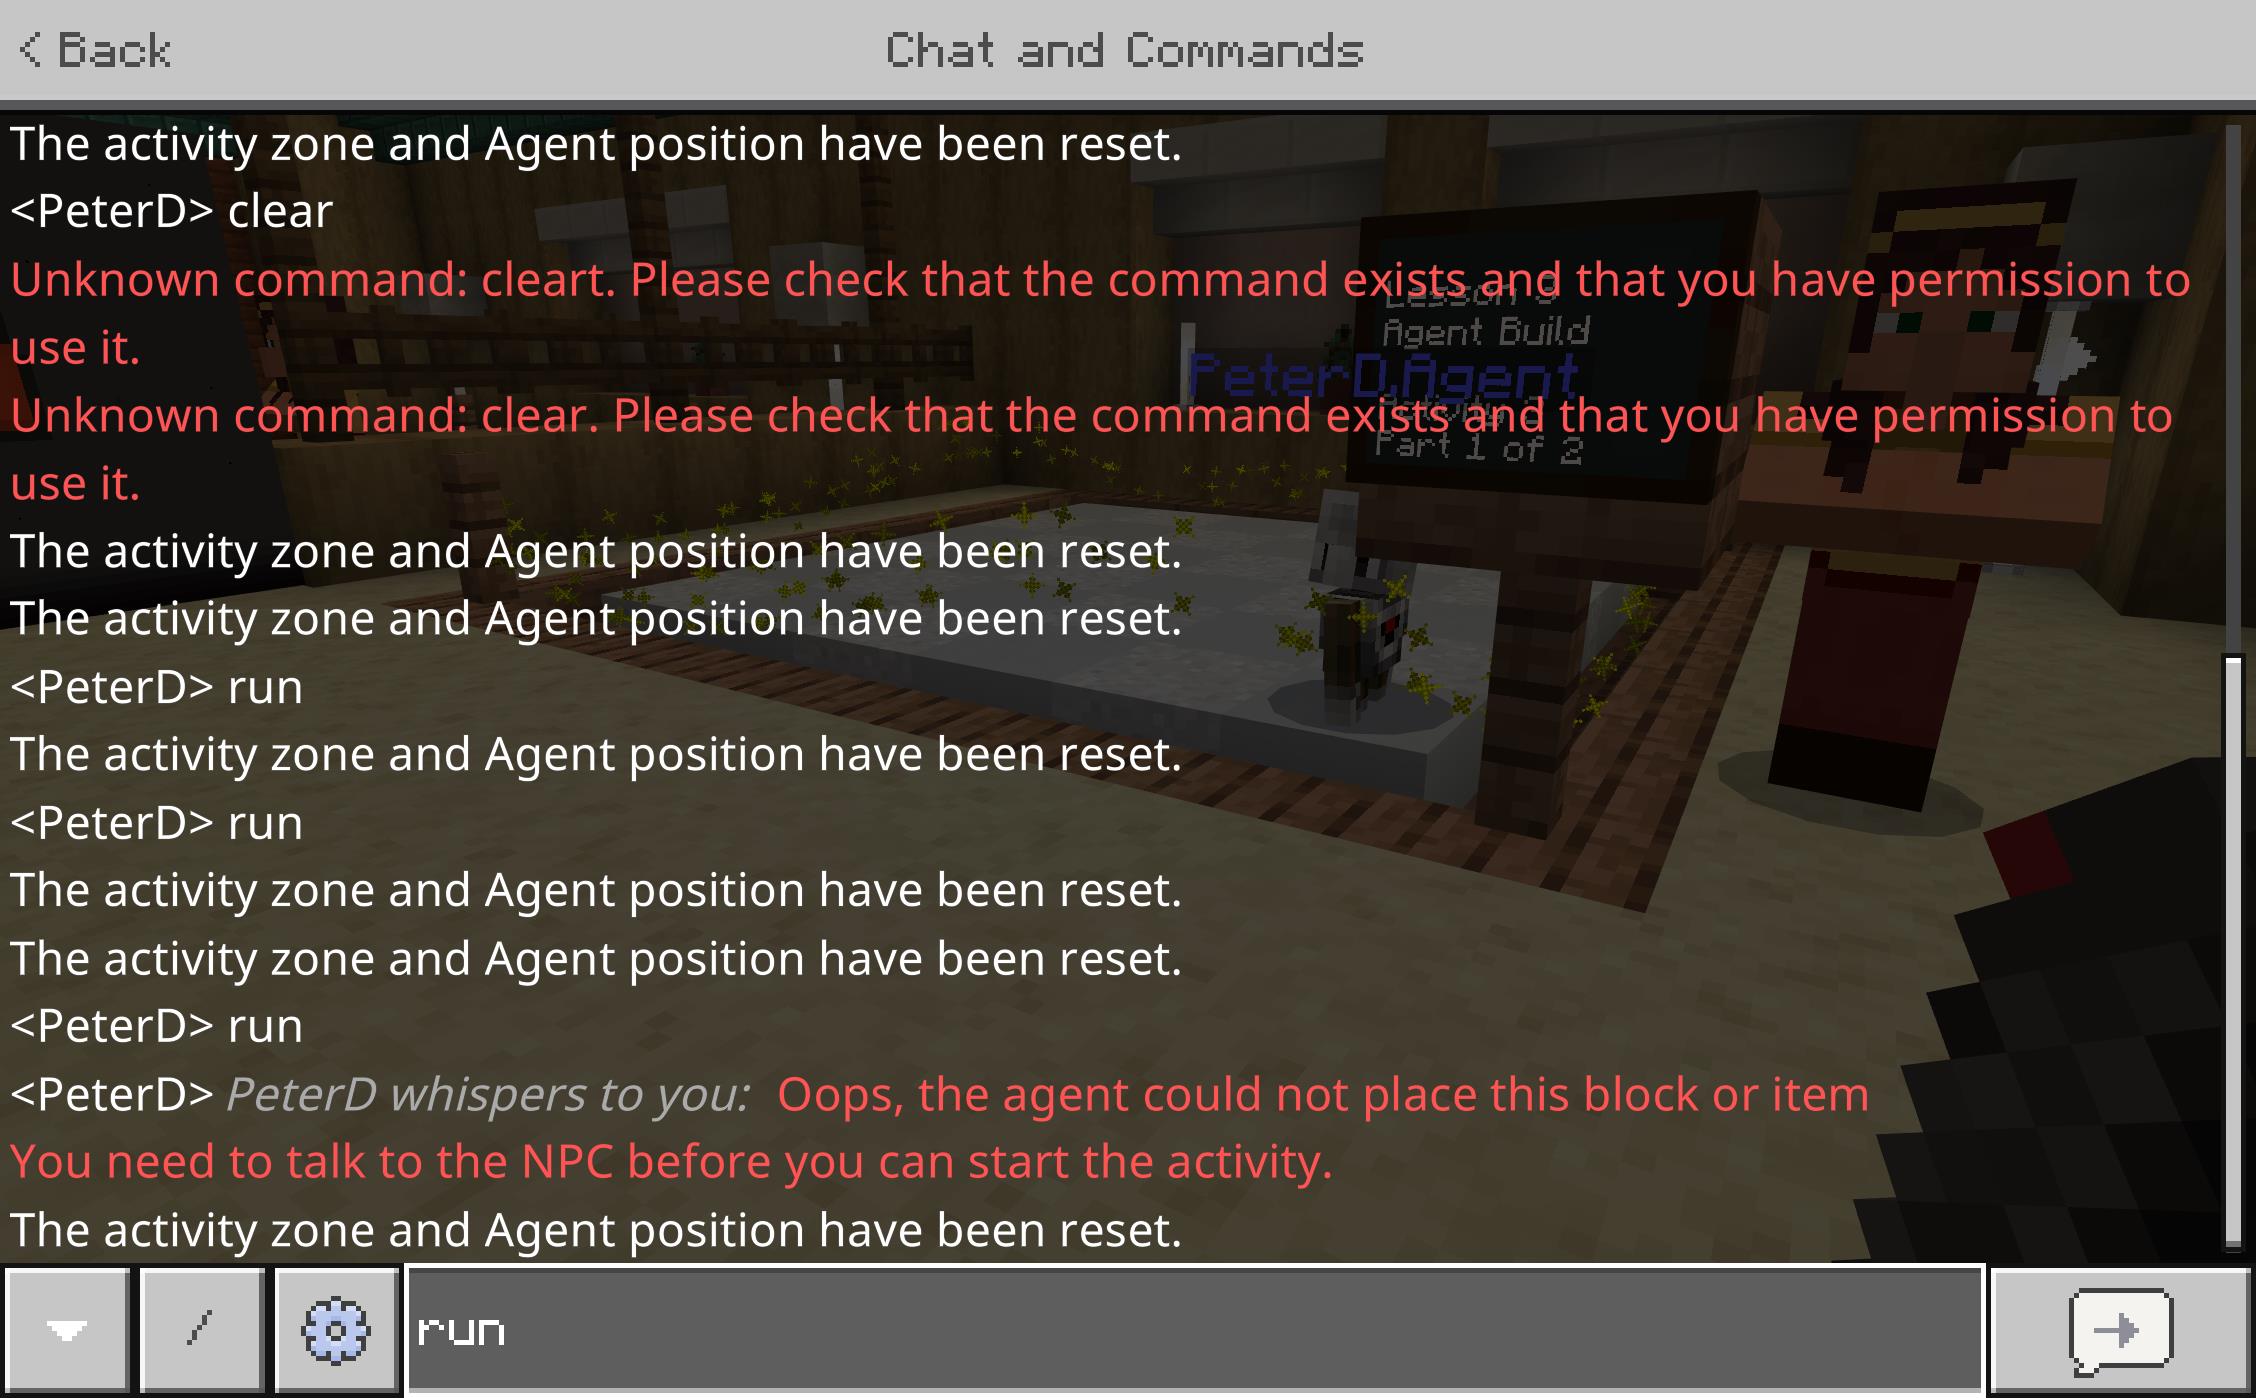 < Back
Chat and Commands
The activity zone and Agent position have been reset.
<PeterD> clear
Unknown command: cleart. Please check that the command exists and that you have permission to
use it.
Unknown command: clear. Please check that the command exists and that you have permission to
use it.
The activity zone and Agent position have been reset.
The activity zone and Agent position have been reset.
<PeterD> run
The activity zone and Agent position have been reset.
<PeterD> run
The activity zone and Agent position have been reset.
The activity zone and Agent position have been reset.
<PeterD> run
<PeterD> PeterD whispers to you: Oops, the agent could not place this block or item
You need to talk to the NPC before you can start the activity.
The activity zone and Agent position have been reset.
Lesson 3
Agent Build
PeterD.Agent
Activity 2
Part 1 of 2
/
run